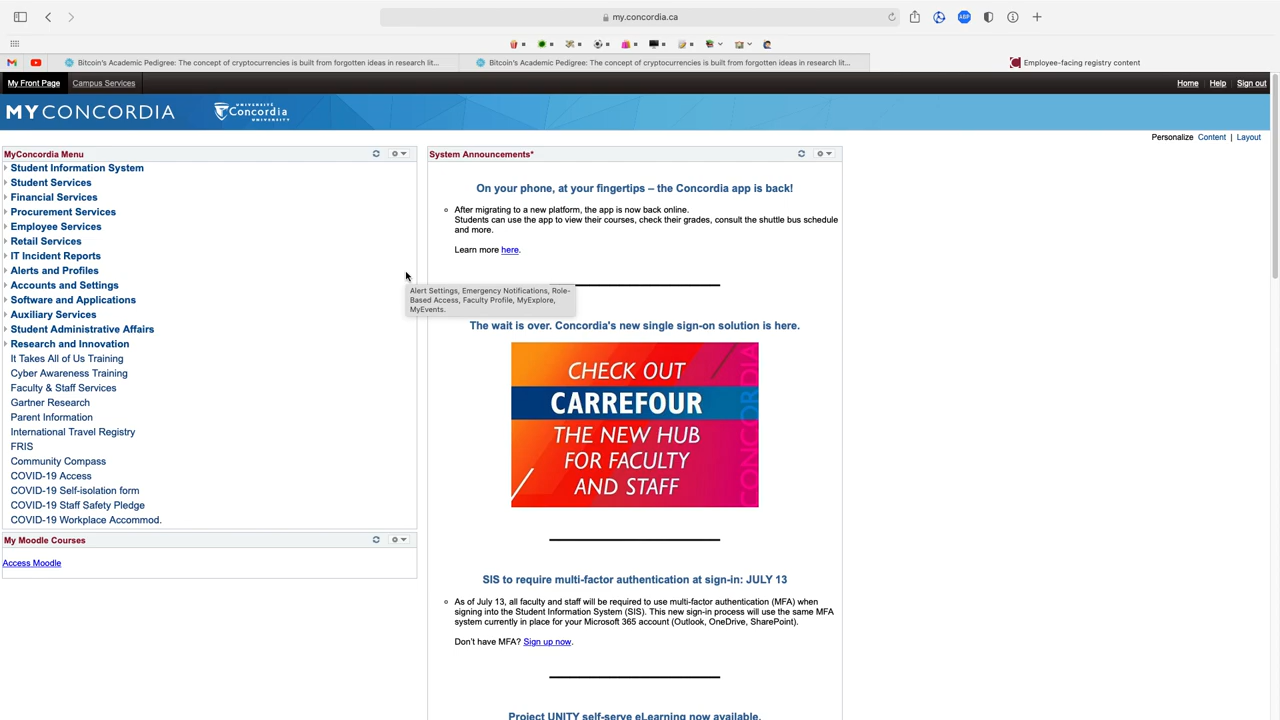 my.concordia.ca
Bitcoin's Academic Pedigree: The concept of cryptocurrencies is built from forgotten ideas in research lit...
Bitcoin's Academic Pedigree: The concept of cryptocurrencies is built from forgotten ideas in research lit...
Employee-facing registry content
My Front Page
Campus Services
Home
Help
Sign out
MYCONCORDIA
UNIVERSITÉ
Concordia
UNIVERSITY
Personalize Content | Layout
MyConcordia Menu
Student Information System
Student Services
Financial Services
Procurement Services
Employee Services
Retail Services
IT Incident Reports
Alerts and Profiles
Accounts and Settings
Software and Applications
Auxiliary Services
Student Administrative Affairs
Research and Innovation
It Takes All of Us Training
Cyber Awareness Training
Faculty & Staff Services
Gartner Research
Parent Information
International Travel Registry
FRIS
Community Compass
COVID-19 Access
COVID-19 Self-isolation form
COVID-19 Staff Safety Pledge
COVID-19 Workplace Accommod.
My Moodle Courses
Access Moodle
Alert Settings, Emergency Notifications, Role-
Based Access, Faculty Profile, MyExplore,
MyEvents.
System Announcements*
On your phone, at your fingertips – the Concordia app is back!
After migrating to a new platform, the app is now back online.
Students can use the app to view their courses, check their grades, consult the shuttle bus schedule
and more.
Learn more here.
The wait is over. Concordia's new single sign-on solution is here.
CHECK OUT
CARREFOUR
THE NEW HUB
FOR FACULTY
AND STAFF
CONCORDIA
SIS to require multi-factor authentication at sign-in: JULY 13
As of July 13, all faculty and staff will be required to use multi-factor authentication (MFA) when
signing into the Student Information System (SIS). This new sign-in process will use the same MFA
system currently in place for your Microsoft 365 account (Outlook, OneDrive, SharePoint).
Don't have MFA? Sign up now.
Project UNITY self-serve eLearning now available.